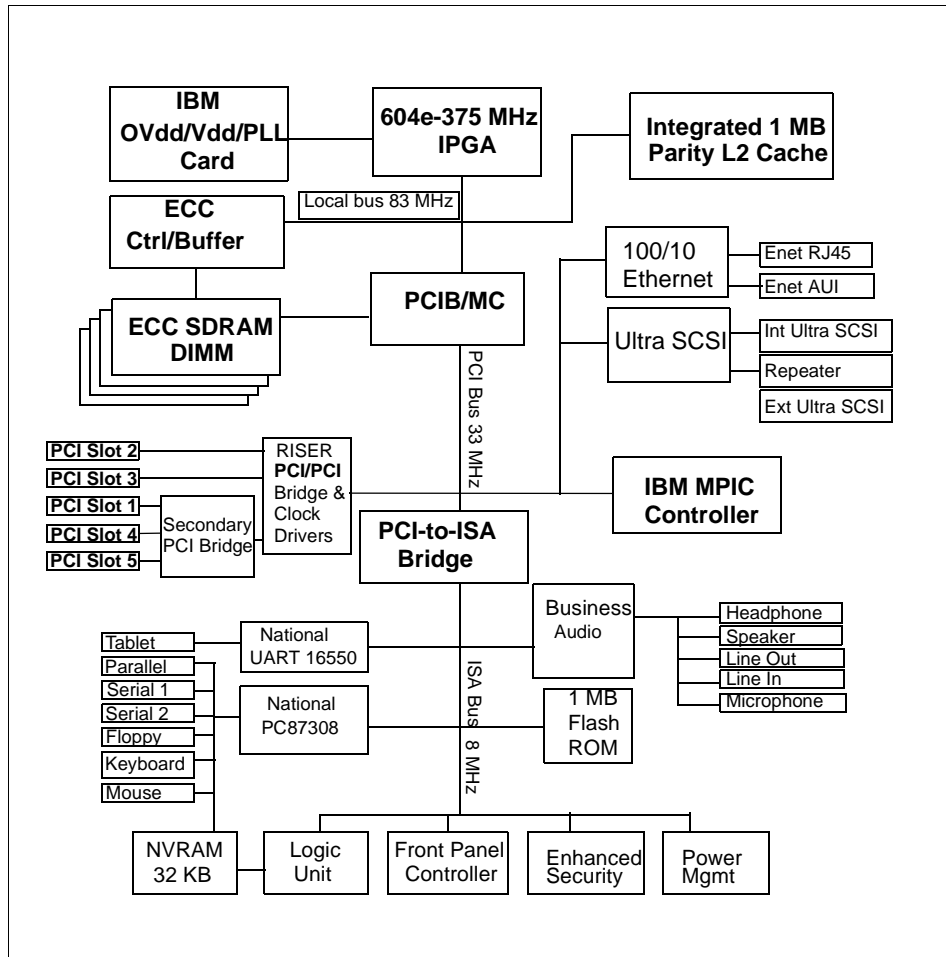 IBM
OVdd/Vdd/PLL
Card
604e-375 MHz
IPGA
Integrated 1 MB
Parity L2 Cache
Local bus 83 MHz
ECC
Ctrl/Buffer
100/10
Ethernet
Enet RJ45
Enet AUI
PCIB/MC
ECC SDRAM
DIMM
Ultra SCSI
Int Ultra SCSI
Repeater
Ext Ultra SCSI
PCI Bus 33 MHz
PCI Slot 2
PCI Slot 3
PCI Slot 1
PCI Slot 4
PCI Slot 5
Secondary
PCI Bridge
RISER
PCI/PCI
Bridge &
Clock
Drivers
IBM MPIC
Controller
PCI-to-ISA
Bridge
Business
Audio
Headphone
Speaker
Line Out
Line In
Microphone
Tablet
Parallel
Serial 1
Serial 2
Floppy
Keyboard
Mouse
National
UART 16550
National
PC87308
ISA Bus 8 MHz
1 MB
Flash
ROM
NVRAM
32 KB
Logic
Unit
Front Panel
Controller
Enhanced
Security
Power
Mgmt